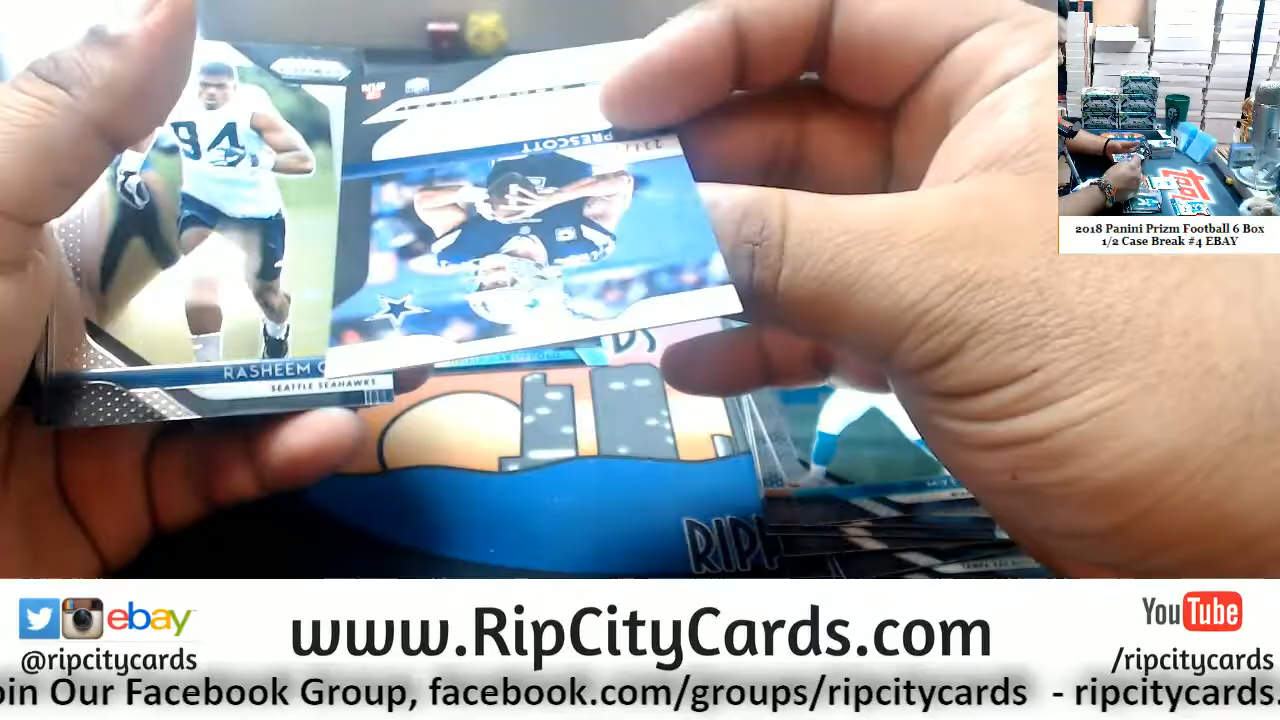 94
PRESCOTT
RASHEEM
SEATTLE SEAHAWKS
DS
RIP
2018 Panini Prizm Football 6 Box
1/2 Case Break #4 EBAY
ebay
@ripcitycards
www.RipCityCards.com
YouTube
/ripcitycards
oin Our Facebook Group, facebook.com/groups/ripcitycards - ripcitycards.